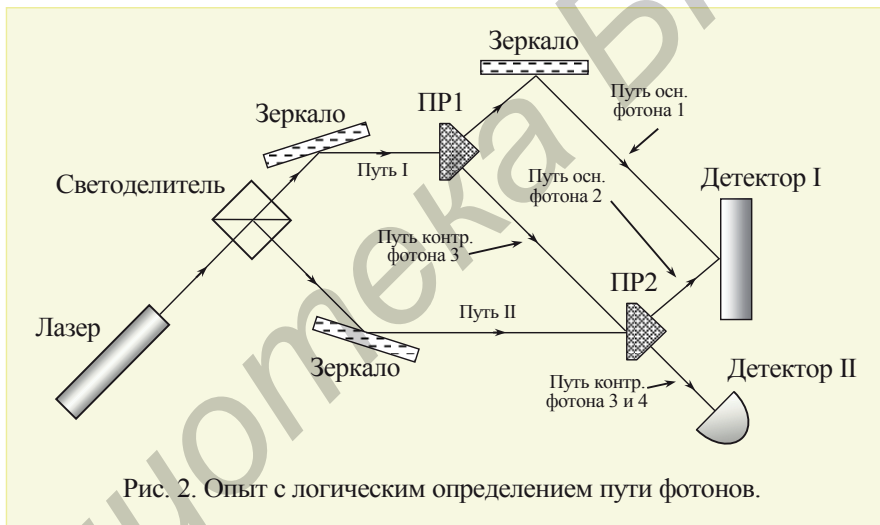 Зеркало
ПР1
Путь осн.
фотона 1
Зеркало
Путь I
Светоделитель
Путь осн.
фотона 2
Детектор I
Путь контр.
фотона 3
ПР2
Лазер
Путь II
Зеркало
Детектор II
Путь контр.
фотона 3 и 4
Рис. 2. Опыт с логическим определением пути фотонов.